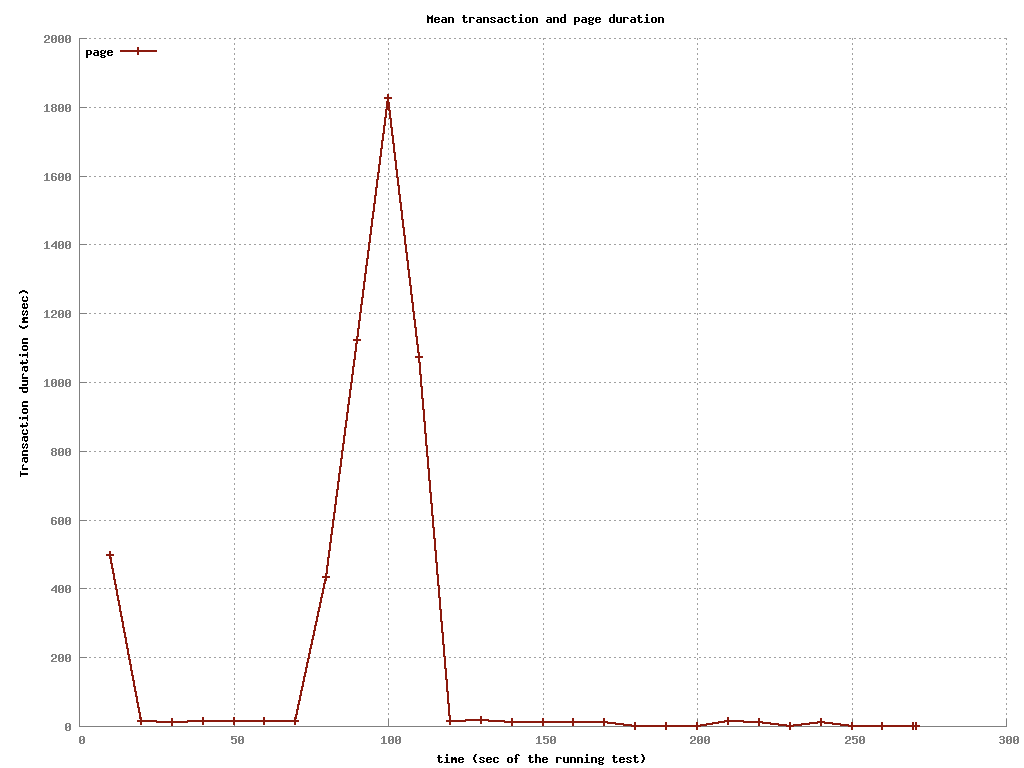 Mean transaction and page duration
2000
page
1800
1600
1400
1200
1000
800
600
400
200
0
Transaction duration (msec)
0 50 100 150 200 250 300
time (sec of the running test)